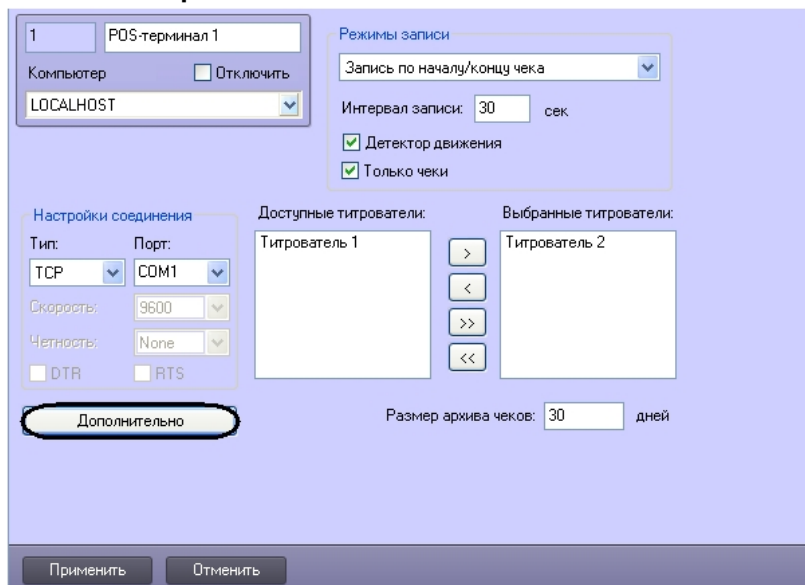 1
POS-терминал 1
Компьютер
Отключить
LOCALHOST
Режимы записи
Запись по началу/концу чека
Интервал записи: 30 сек
Детектор движения
Только чеки
Настройки соединения
Тип: Порт:
TCP COM1
Скорость: 9600
Четность: None
DTR RTS
Доступные титрователи:
Титрователь 1
>
<
>>
<<
Выбранные титрователи:
Титрователь 2
Дополнительно
Размер архива чеков: 30 дней
Применить Отменить